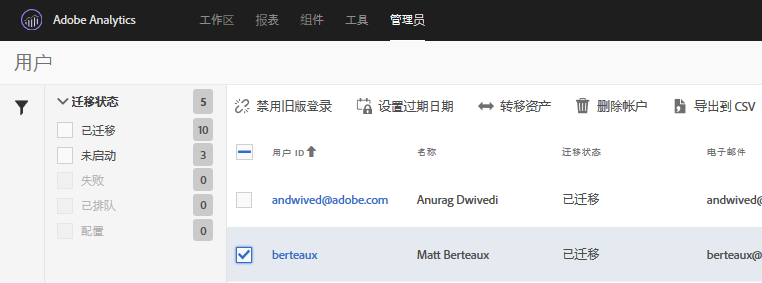 Adobe Analytics 工作区 报表 组件 工具 管理员
用户
迁移状态 5
已迁移 10
未启动 3
失败 0
已排队 0
配置 0
禁用旧版登录 设置过期日期 转移资产 删除帐户 导出到 CSV
用户 ID 名称 迁移状态 电子邮件
andwived@adobe.com Anurag Dwivedi 已迁移 andwived@
berteaux Matt Berteaux 已迁移 berteaux@